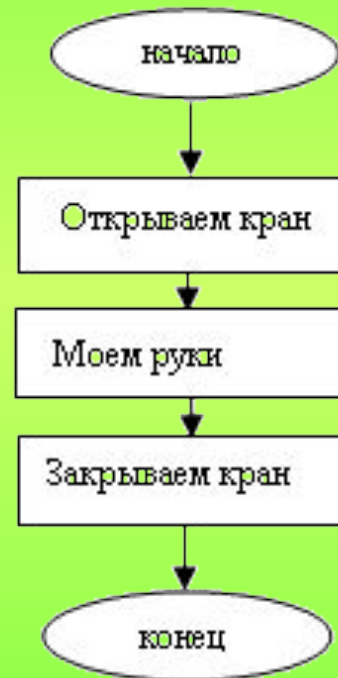 начало
Открываем кран
Моем руки
Закрываем кран
конец